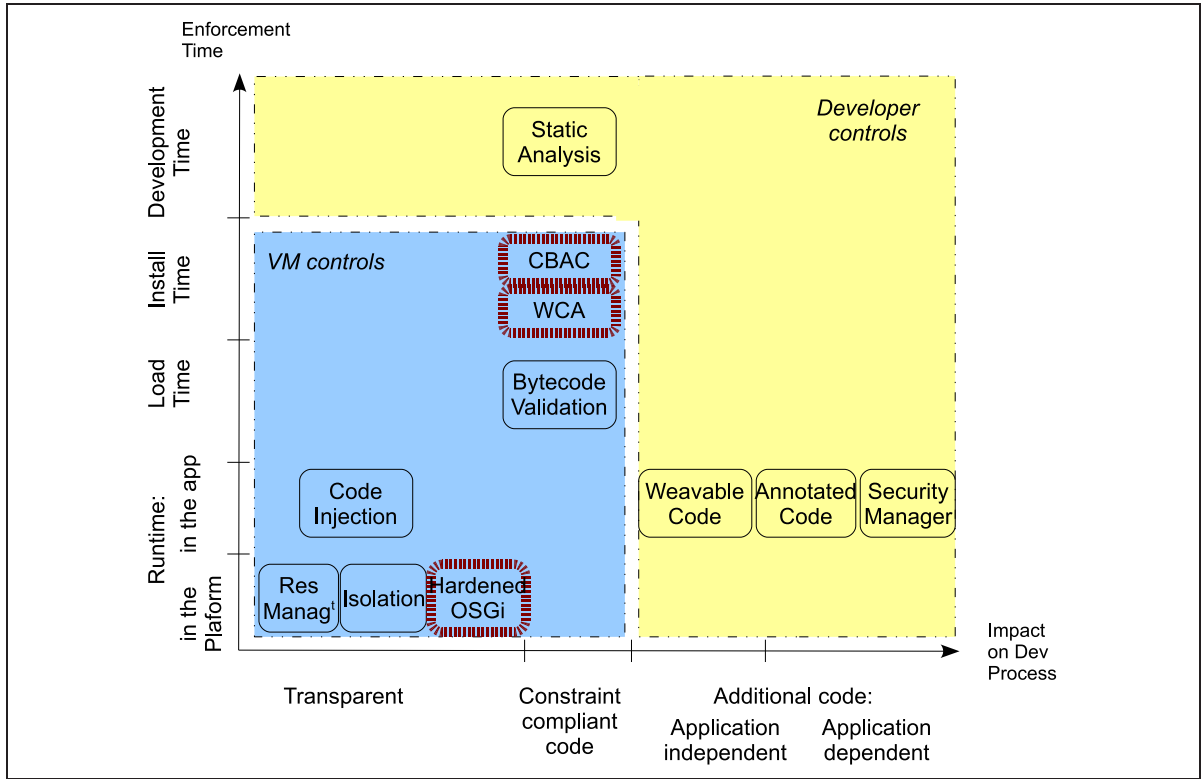 Enforcement
Time
Development
Time
Install
Time
Load
Time
Runtime:
in the app
in the
Plaform
Developer
controls
Static
Analysis
VM controls
CBAC
WCA
Bytecode
Validation
Code
Injection
Weavable
Code
Annotated
Code
Security
Manager
Res
Managᵗ
Isolation
Hardened
OSGi
Impact
on Dev
Process
Transparent
Constraint
compliant
code
Additional code:
Application
independent
Application
dependent